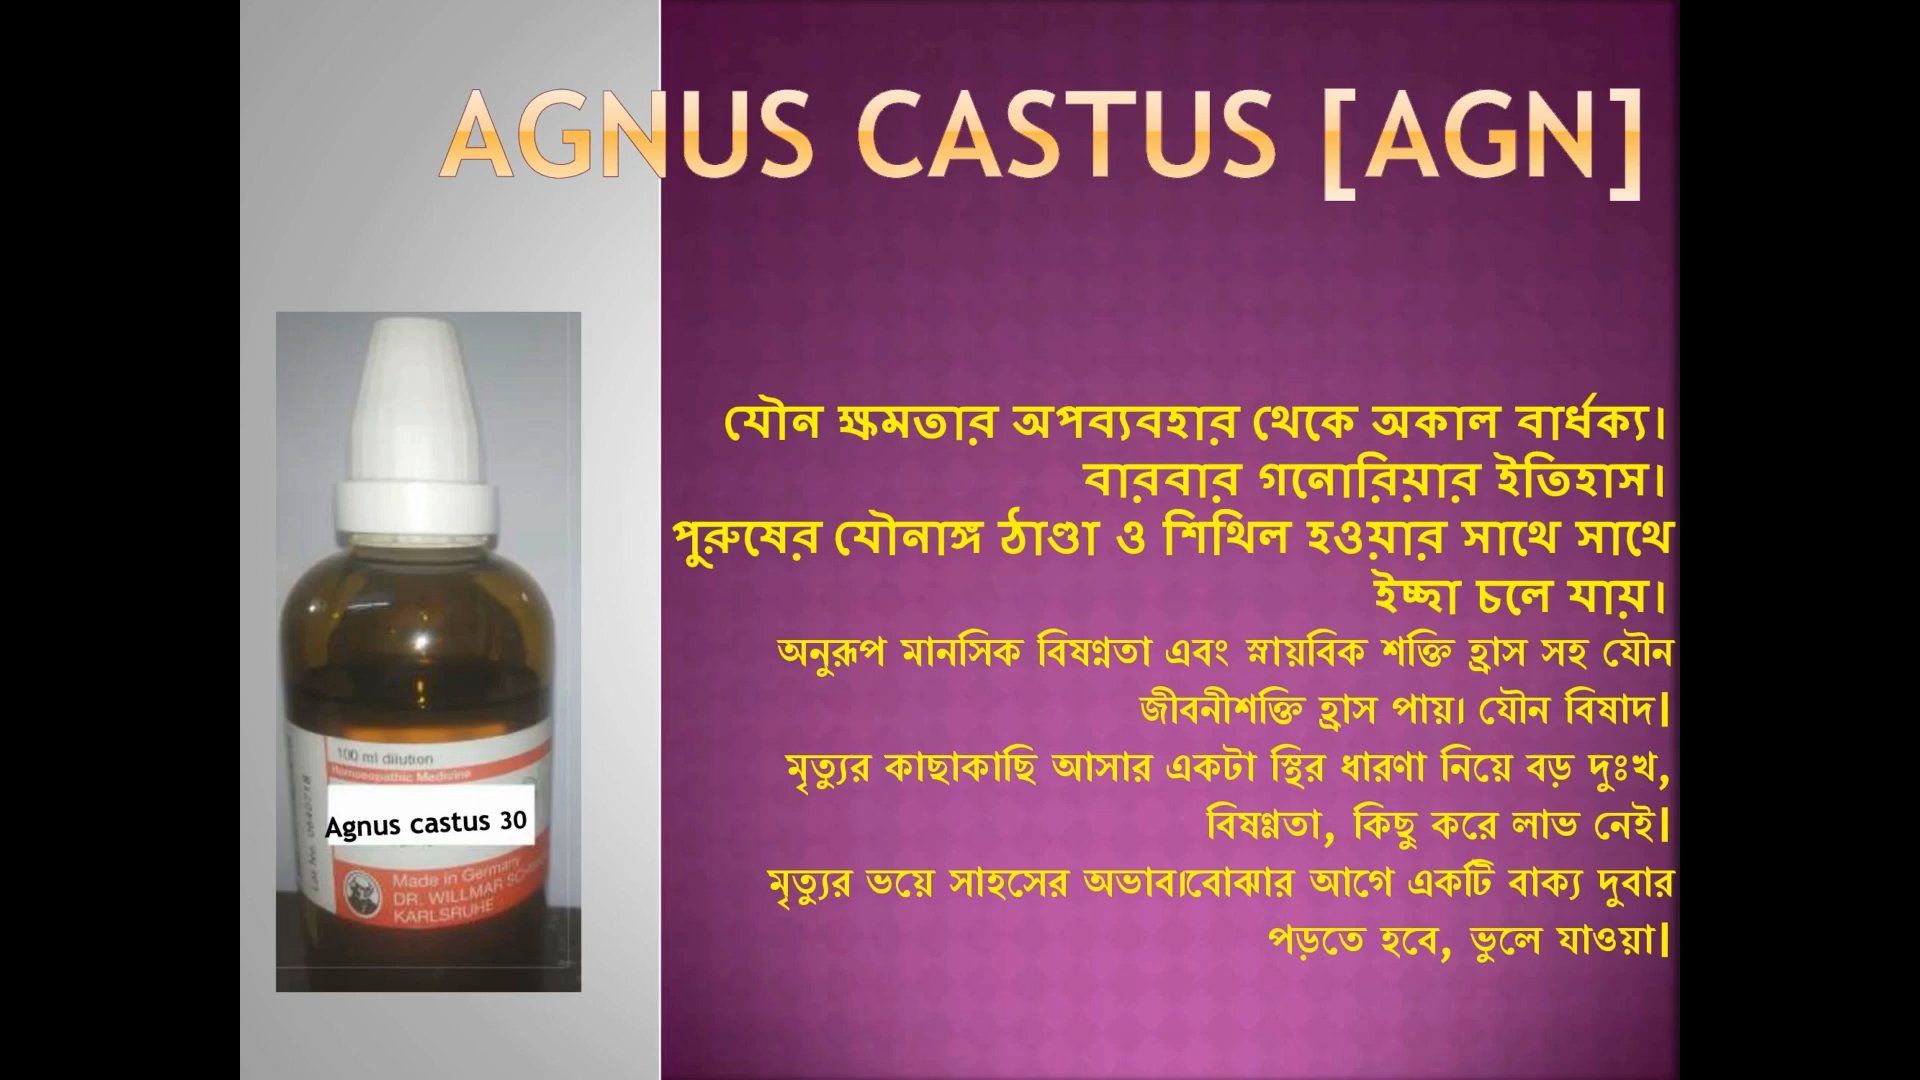 AGNUS CASTUS [AGN]
যৌন ক্ষমতার অপব্যবহার থেকে অকাল বার্ধক্য।
বারবার গনোরিয়ার ইতিহাস।
পুরুষের যৌনাঙ্গ ঠাণ্ডা ও শিথিল হওয়ার সাথে সাথে
ইচ্ছা চলে যায়।
অনুরূপ মানসিক বিষণ্নতা এবং স্নায়বিক শক্তি হ্রাস সহ যৌন
জীবনীশক্তি হ্রাস পায়। যৌন বিষাদ|
মৃত্যুর কাছাকাছি আসার একটা স্থির ধারণা নিয়ে বড় দুঃখ,
বিষণ্নতা, কিছু করে লাভ নেই|
মৃত্যুর ভয়ে সাহসের অভাব।বোঝার আগে একটি বাক্য দুবার
পড়তে হবে, ভুলে যাওয়া|
100 ml dilution
Homoeopathic Medicine
Agnus castus 30
Made in Germany
DR. WILLMAR
KARLSRUHE